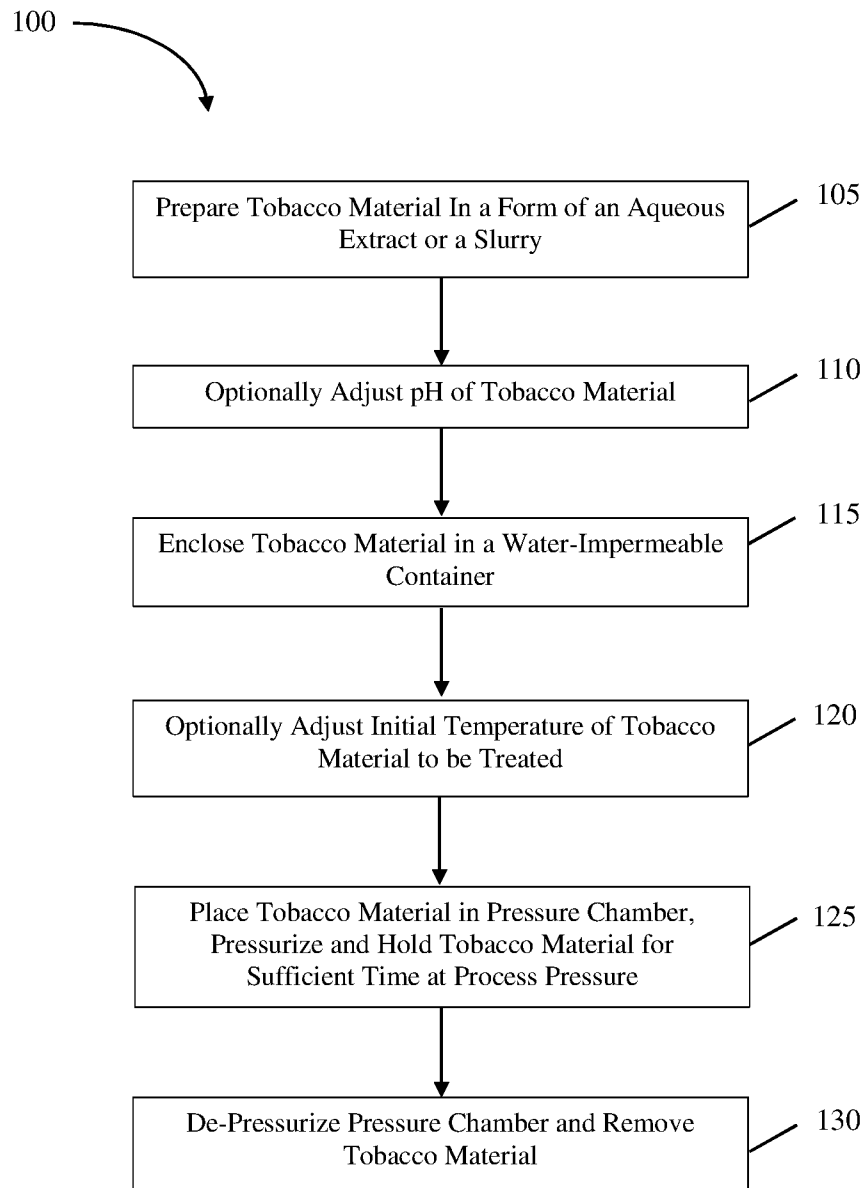 100
Prepare Tobacco Material In a Form of an Aqueous
Extract or a Slurry
105
Optionally Adjust pH of Tobacco Material
110
Enclose Tobacco Material in a Water-Impermeable
Container
115
Optionally Adjust Initial Temperature of Tobacco
Material to be Treated
120
Place Tobacco Material in Pressure Chamber,
Pressurize and Hold Tobacco Material for
Sufficient Time at Process Pressure
125
De-Pressurize Pressure Chamber and Remove
Tobacco Material
130